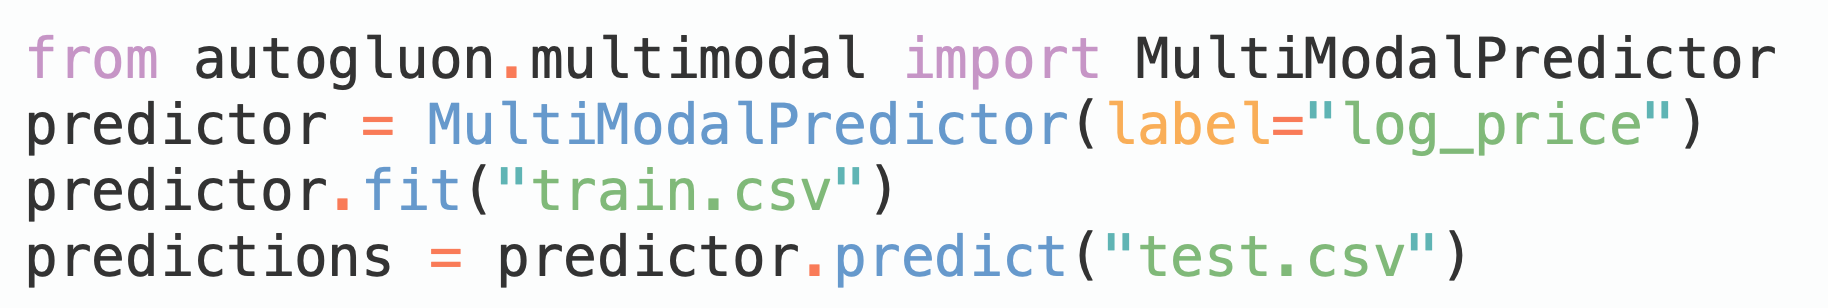 from autogluon.multimodal import MultiModalPredictor
predictor = MultiModalPredictor(label="log_price")
predictor.fit("train.csv")
predictions = predictor.predict("test.csv")